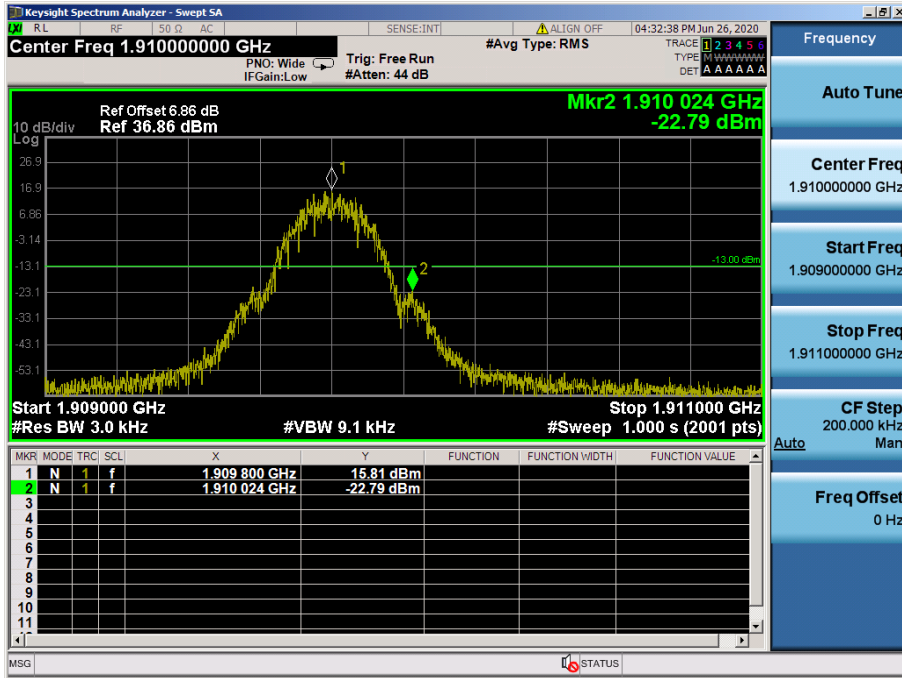 Keysight Spectrum Analyzer - Swept SA
LXI RL RF 50 Ω AC SENSE:INT ALIGN OFF 04:32:38 PM Jun 26, 2020
Center Freq 1.910000000 GHz
PNO: Wide
IFGain:Low
Trig: Free Run
#Atten: 44 dB
#Avg Type: RMS
TRACE 1 2 3 4 5 6
TYPE M WWWWW
DET A A A A A A
Ref Offset 6.86 dB
10 dB/div Ref 36.86 dBm
Log
Mkr2 1.910 024 GHz
-22.79 dBm
26.9
16.9
6.86
-3.14
-13.1
-23.1
-33.1
-43.1
-53.1
1
2
-13.00 dBm
Start 1.909000 GHz Stop 1.911000 GHz
#Res BW 3.0 kHz #VBW 9.1 kHz #Sweep 1.000 s (2001 pts)
MKR MODE TRC SCL X Y FUNCTION FUNCTION WIDTH FUNCTION VALUE
1 N 1 f 1.909 800 GHz 15.81 dBm
2 N 1 f 1.910 024 GHz -22.79 dBm
3
4
5
6
7
8
9
10
11
MSG STATUS
Frequency
Auto Tune
Center Freq
1.910000000 GHz
Start Freq
1.909000000 GHz
Stop Freq
1.911000000 GHz
CF Step
200.000 kHz
Auto Man
Freq Offset
0 Hz